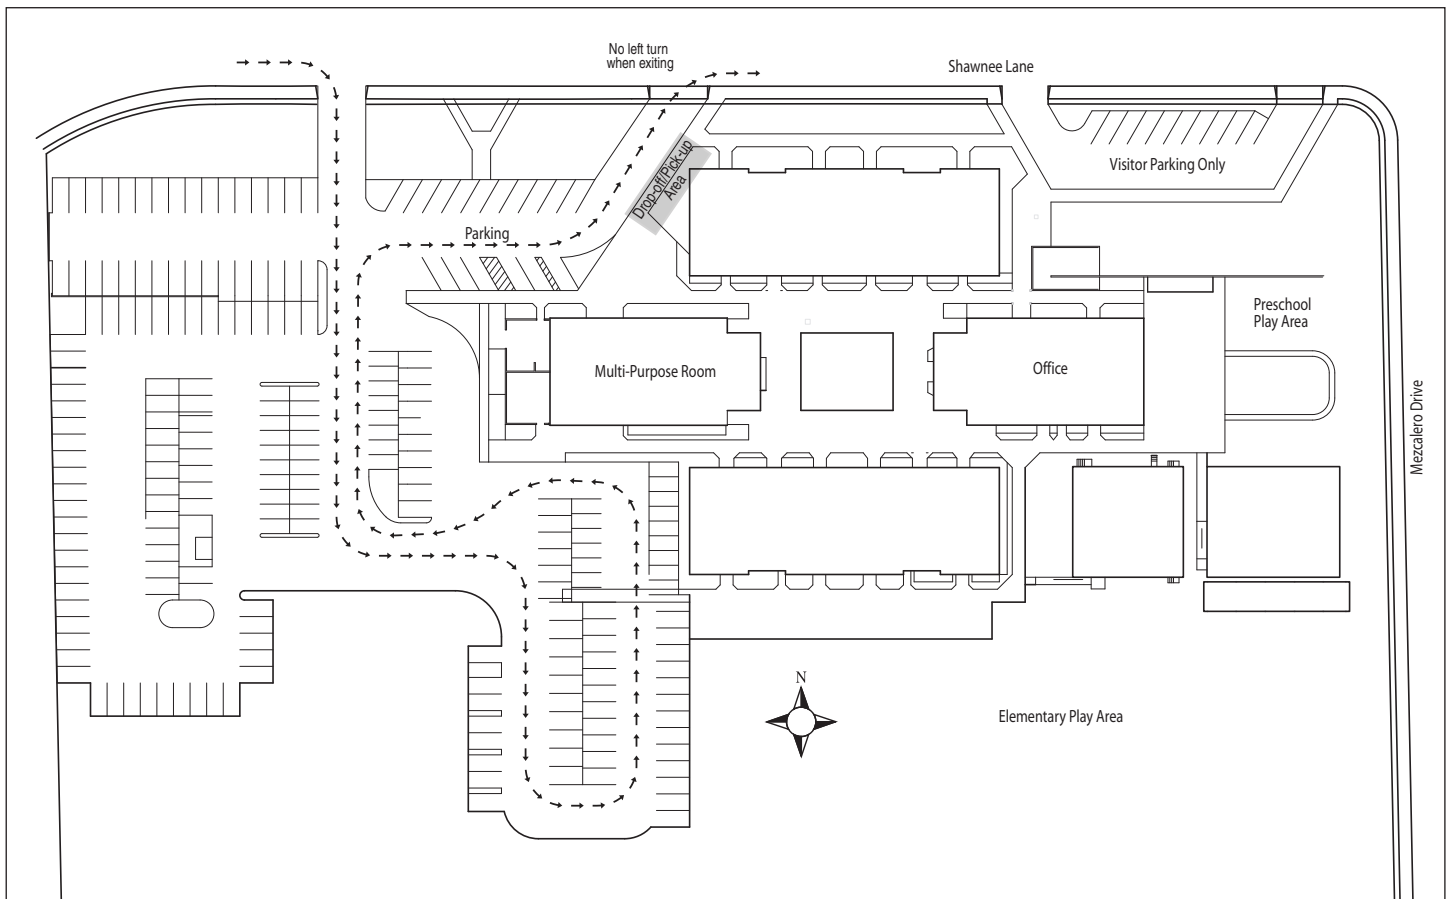 No left turn
when exiting
Shawnee Lane
Drop-off/Pick-up
Area
Visitor Parking Only
Parking
Preschool
Play Area
Multi-Purpose Room
Office
Mezcalero Drive
N
Elementary Play Area